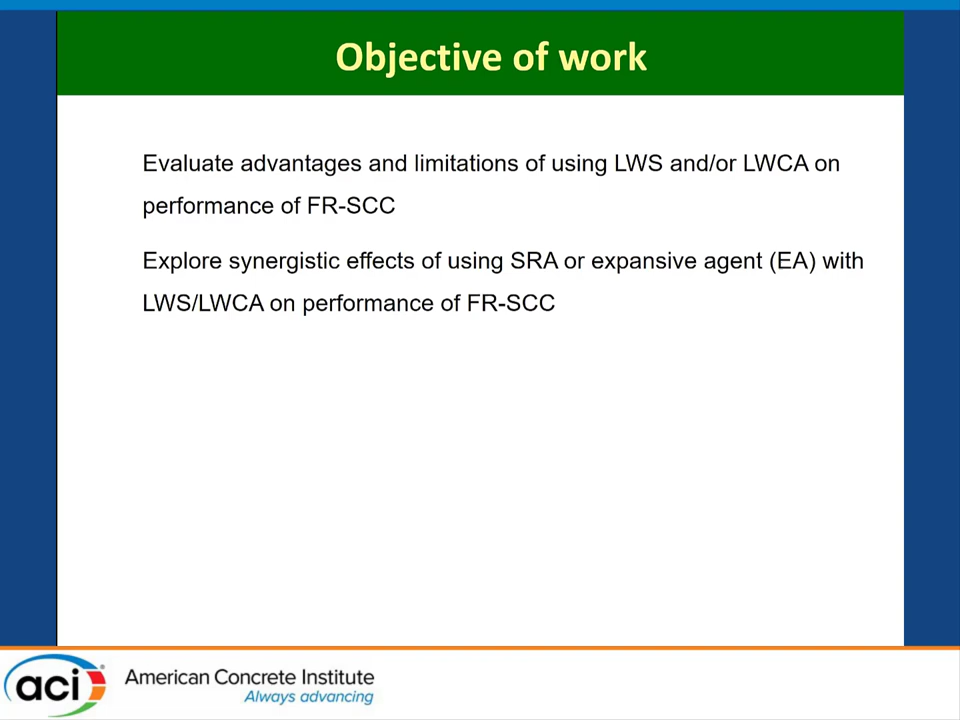 Objective of work
Evaluate advantages and limitations of using LWS and/or LWCA on
performance of FR-SCC
Explore synergistic effects of using SRA or expansive agent (EA) with
LWS/LWCA on performance of FR-SCC
aci
American Concrete Institute
Always advancing